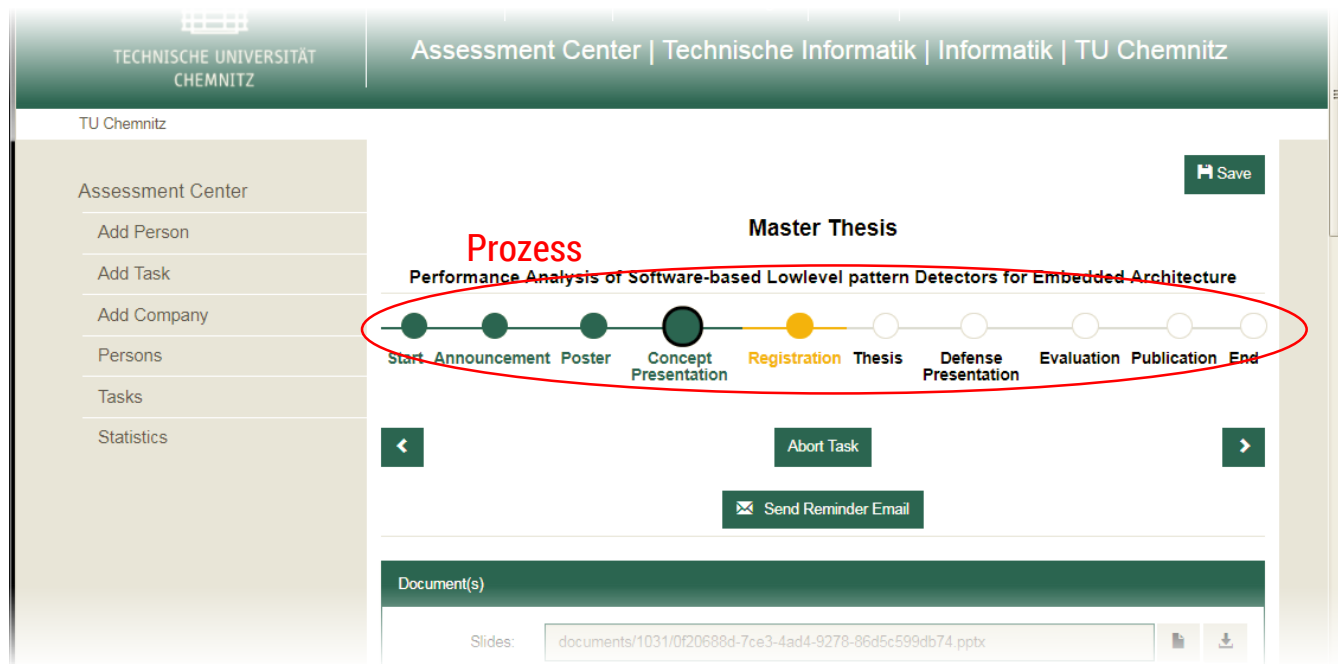 TECHNISCHE UNIVERSITÄT
CHEMNITZ
Assessment Center | Technische Informatik | Informatik | TU Chemnitz
TU Chemnitz
Assessment Center
Add Person
Add Task
Add Company
Persons
Tasks
Statistics
Save
Master Thesis
Prozess
Performance Analysis of Software-based Lowlevel pattern Detectors for Embedded Architecture
Start Announcement Poster Concept Presentation Registration Thesis Defense Presentation Evaluation Publication End
Abort Task
Send Reminder Email
Document(s)
Slides: documents/1031/0f20688d-7ce3-4ad4-9278-86d5c599db74.pptx